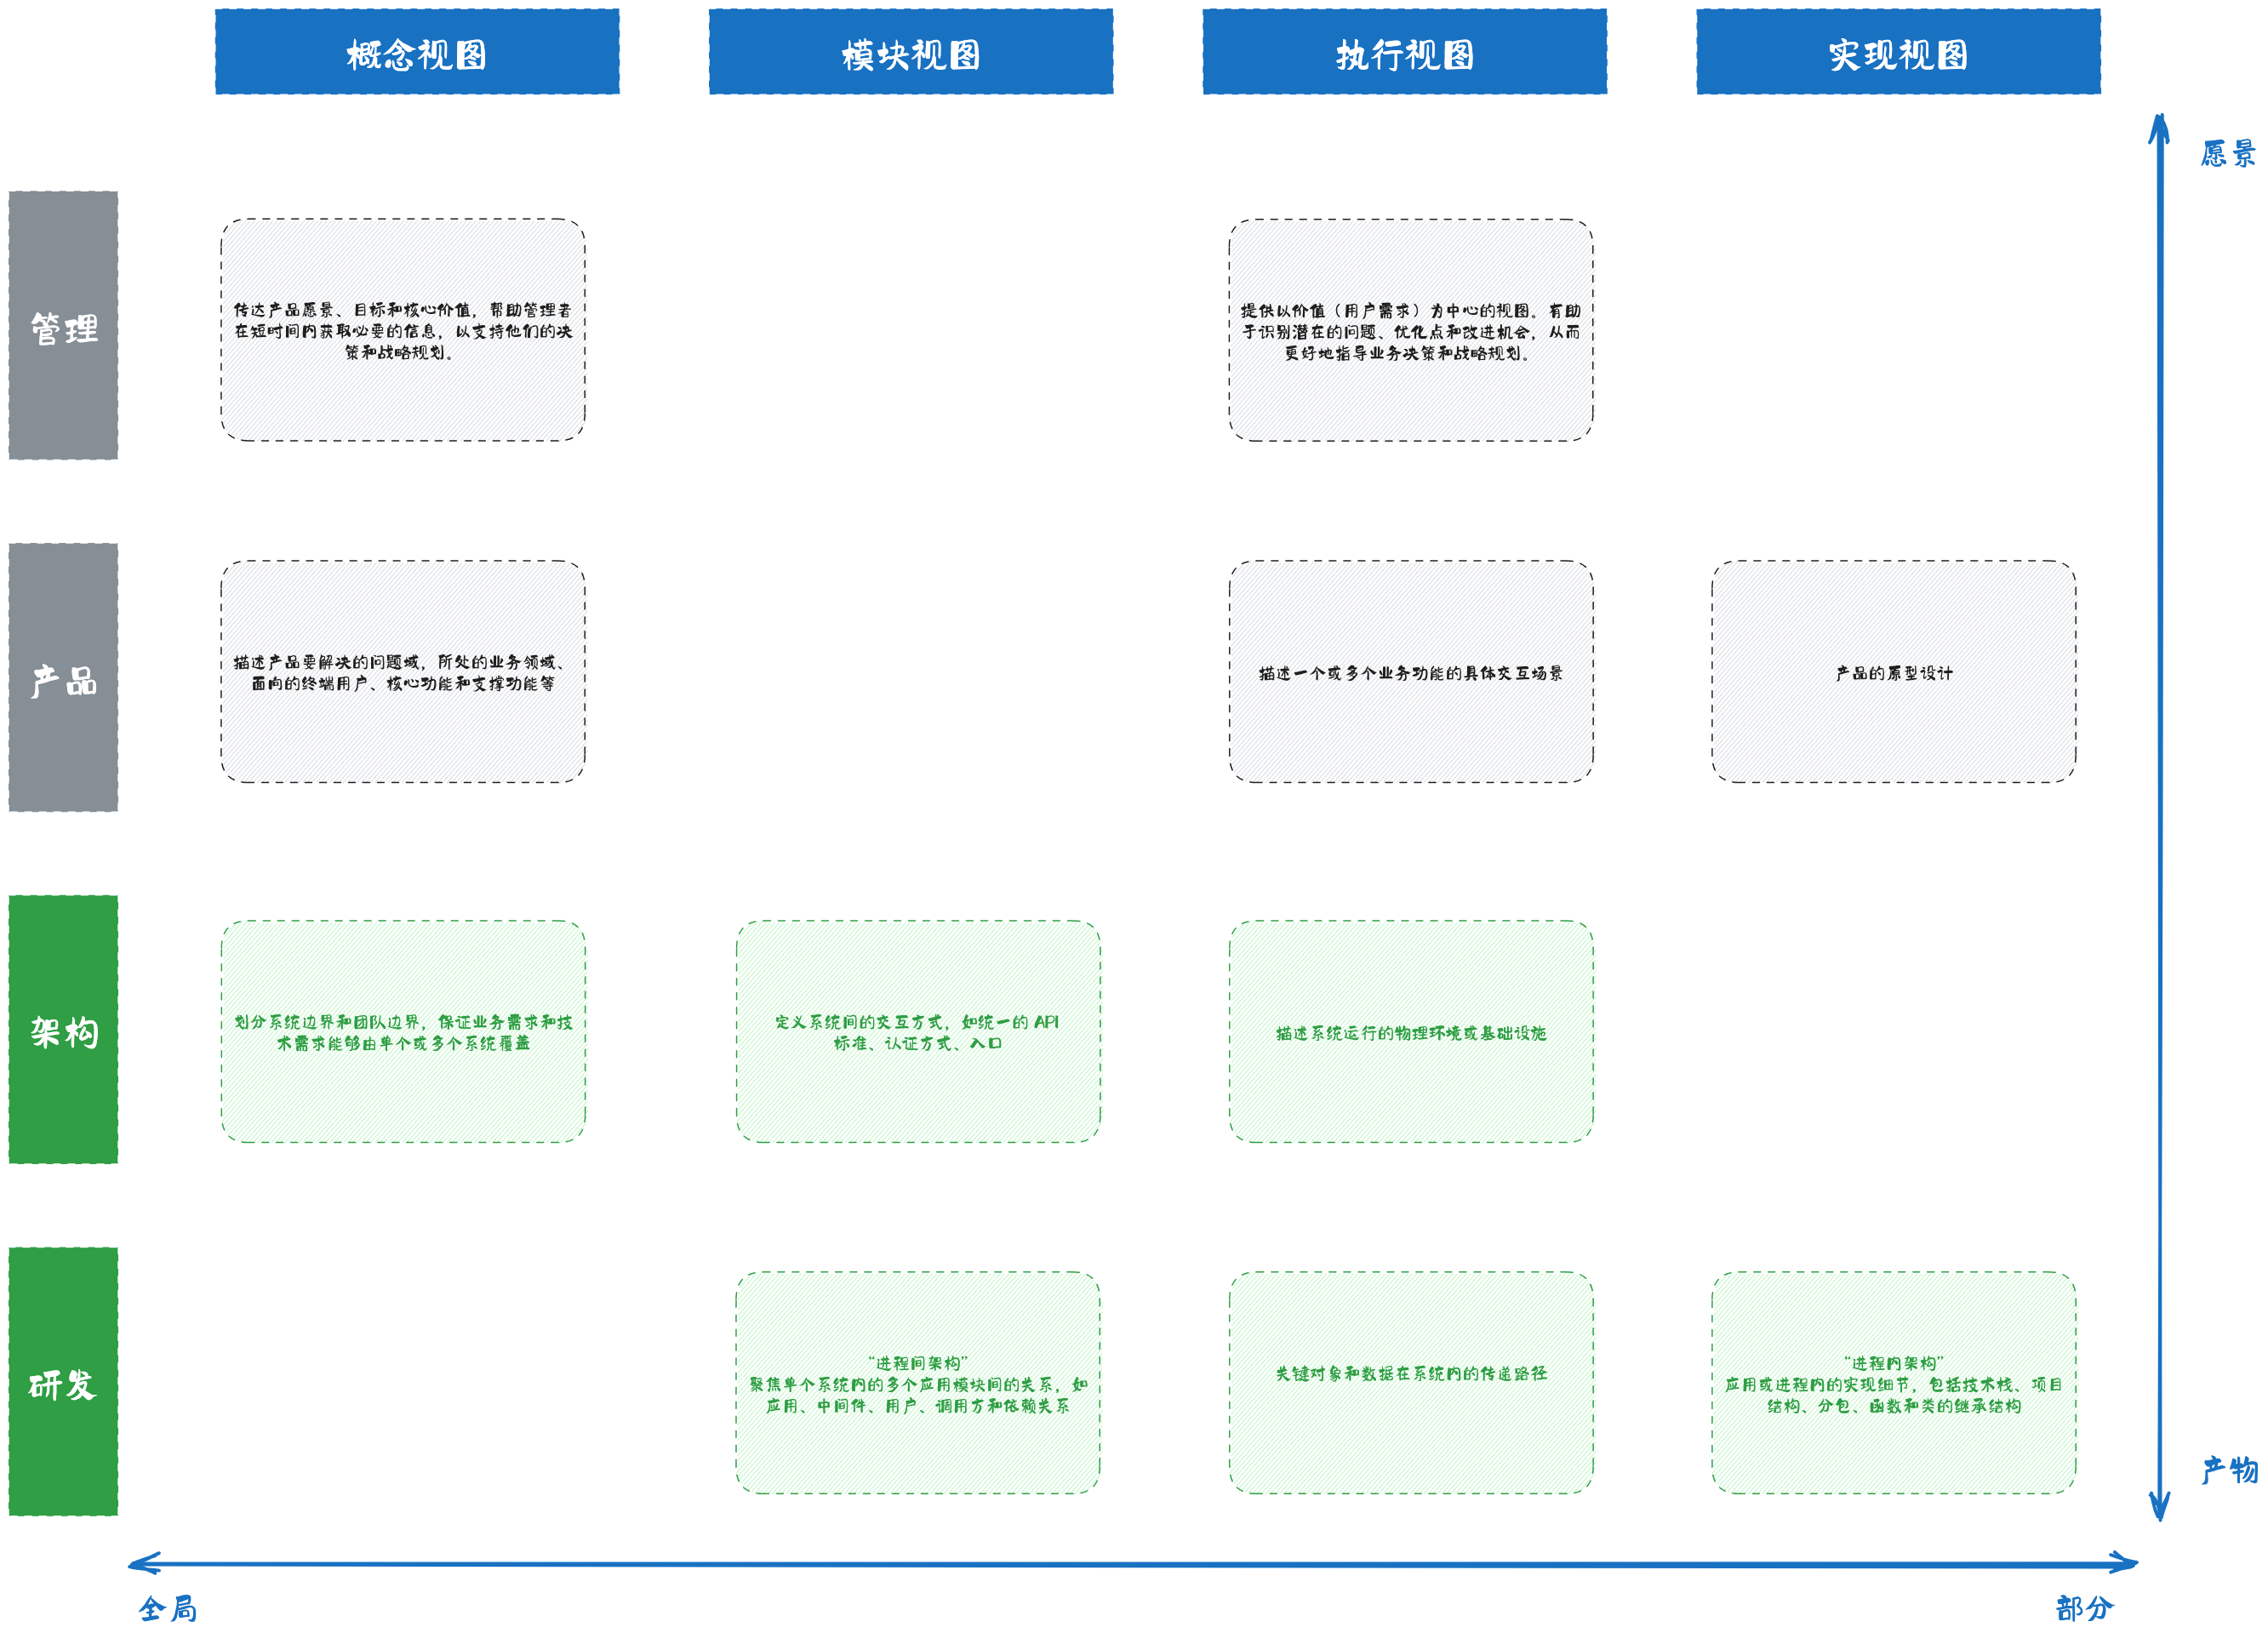 概念视图
模块视图
执行视图
实现视图
愿景
管理
传达产品愿景、目标和核心价值，帮助管理者
在短时间内获取必要的信息，以支持他们的决
策和战略规划。
提供以价值（用户需求）为中心的视图。有助
于识别潜在的问题、优化点和改进机会，从而
更好地指导业务决策和战略规划。
产品
描述产品要解决的问题域，所处的业务领域、
面向的终端用户、核心功能和支撑功能等
描述一个或多个业务功能的具体交互场景
产品的原型设计
架构
划分系统边界和团队边界，保证业务需求和技
术需求能够由单个或多个系统覆盖
定义系统间的交互方式，如统一的 API
标准、认证方式、入口
描述系统运行的物理环境或基础设施
研发
“进程间架构”
聚焦单个系统内的多个应用模块间的关系，如
应用、中间件、用户、调用方和依赖关系
关键对象和数据在系统内的传递路径
“进程内架构”
应用或进程内的实现细节，包括技术栈、项目
结构、分包、函数和类的继承结构
产物
全局
部分